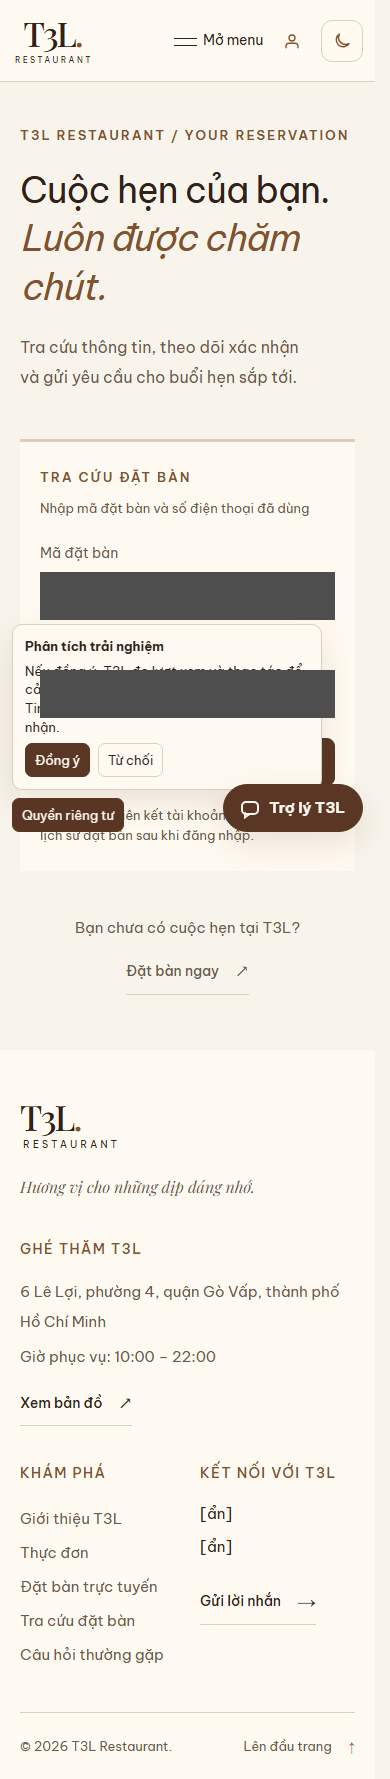 T3L.
RESTAURANT
Mở menu
T3L RESTAURANT / YOUR RESERVATION
Cuộc hẹn của bạn.
Luôn được chăm
chút.
Tra cứu thông tin, theo dõi xác nhận
và gửi yêu cầu cho buổi hẹn sắp tới.
TRA CỨU ĐẶT BÀN
Nhập mã đặt bàn và số điện thoại đã dùng
Mã đặt bàn
Phân tích trải nghiệm
nhận.
Đồng ý
Từ chối
Quyền riêng tư
Trợ lý T3L
liên kết tài khoản
lịch sử đặt bàn sau khi đăng nhập.
Bạn chưa có cuộc hẹn tại T3L?
Đặt bàn ngay ↗
T3L.
RESTAURANT
Hương vị cho những dịp đáng nhớ.
GHÉ THĂM T3L
6 Lê Lợi, phường 4, quận Gò Vấp, thành phố
Hồ Chí Minh
Giờ phục vụ: 10:00 – 22:00
Xem bản đồ ↗
KHÁM PHÁ
Giới thiệu T3L
Thực đơn
Đặt bàn trực tuyến
Tra cứu đặt bàn
Câu hỏi thường gặp
KẾT NỐI VỚI T3L
[ẩn]
[ẩn]
Gửi lời nhắn →
© 2026 T3L Restaurant.
Lên đầu trang ↑